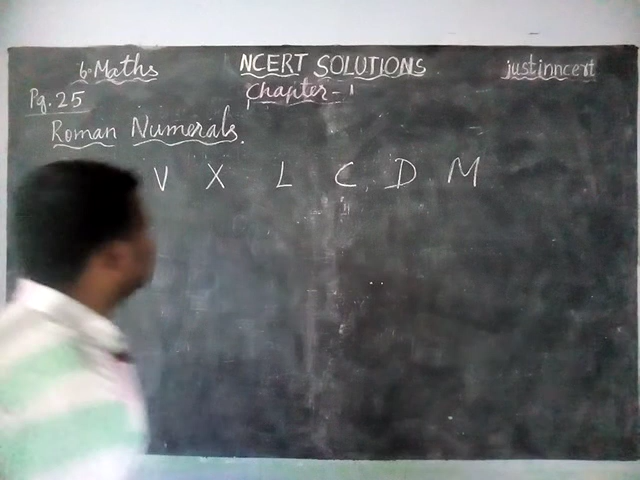 6. Maths NCERT SOLUTIONS justinncert
Pg. 25 Chapter - 1
Roman Numerals.
V X L C D M